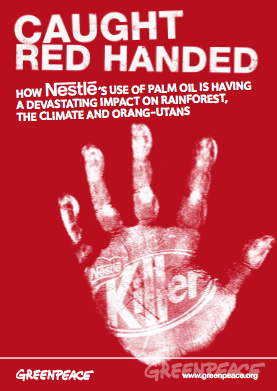 CAUGHT
RED HANDED
HOW Nestlé'S USE OF PALM OIL IS HAVING
A DEVASTATING IMPACT ON RAINFOREST,
THE CLIMATE AND ORANG-UTANS
Nestlé
Killer
GREENPEACE
www.greenpeace.org
GREENPEACE